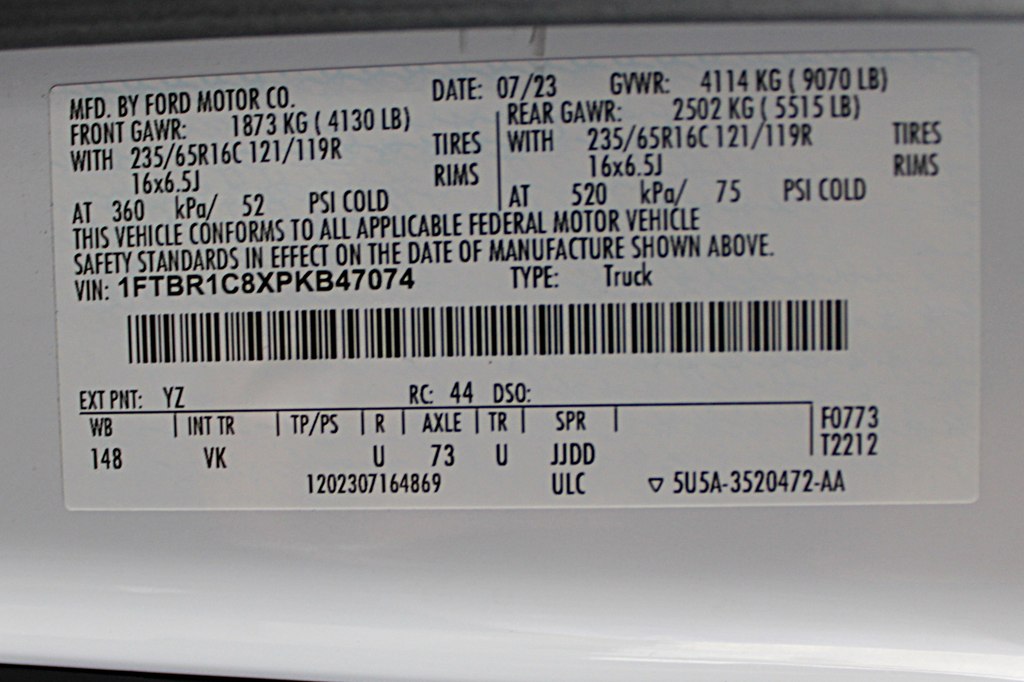 MFD. BY FORD MOTOR CO. DATE: 07/23 GVWR: 4114 KG ( 9070 LB)
FRONT GAWR: 1873 KG ( 4130 LB) REAR GAWR: 2502 KG ( 5515 LB)
WITH 235/65R16C 121/119R TIRES WITH 235/65R16C 121/119R TIRES
16x6.5J RIMS 16x6.5J RIMS
AT 360 kPa/ 52 PSI COLD AT 520 kPa/ 75 PSI COLD
THIS VEHICLE CONFORMS TO ALL APPLICABLE FEDERAL MOTOR VEHICLE
SAFETY STANDARDS IN EFFECT ON THE DATE OF MANUFACTURE SHOWN ABOVE.
VIN: 1FTBR1C8XPKB47074 TYPE: Truck
EXT PNT: YZ RC: 44 DSO:
WB INT TR TP/PS R AXLE TR SPR F0773
148 VK U 73 U JJDD T2212
1202307164869 ULC ▽ 5U5A-3520472-AA